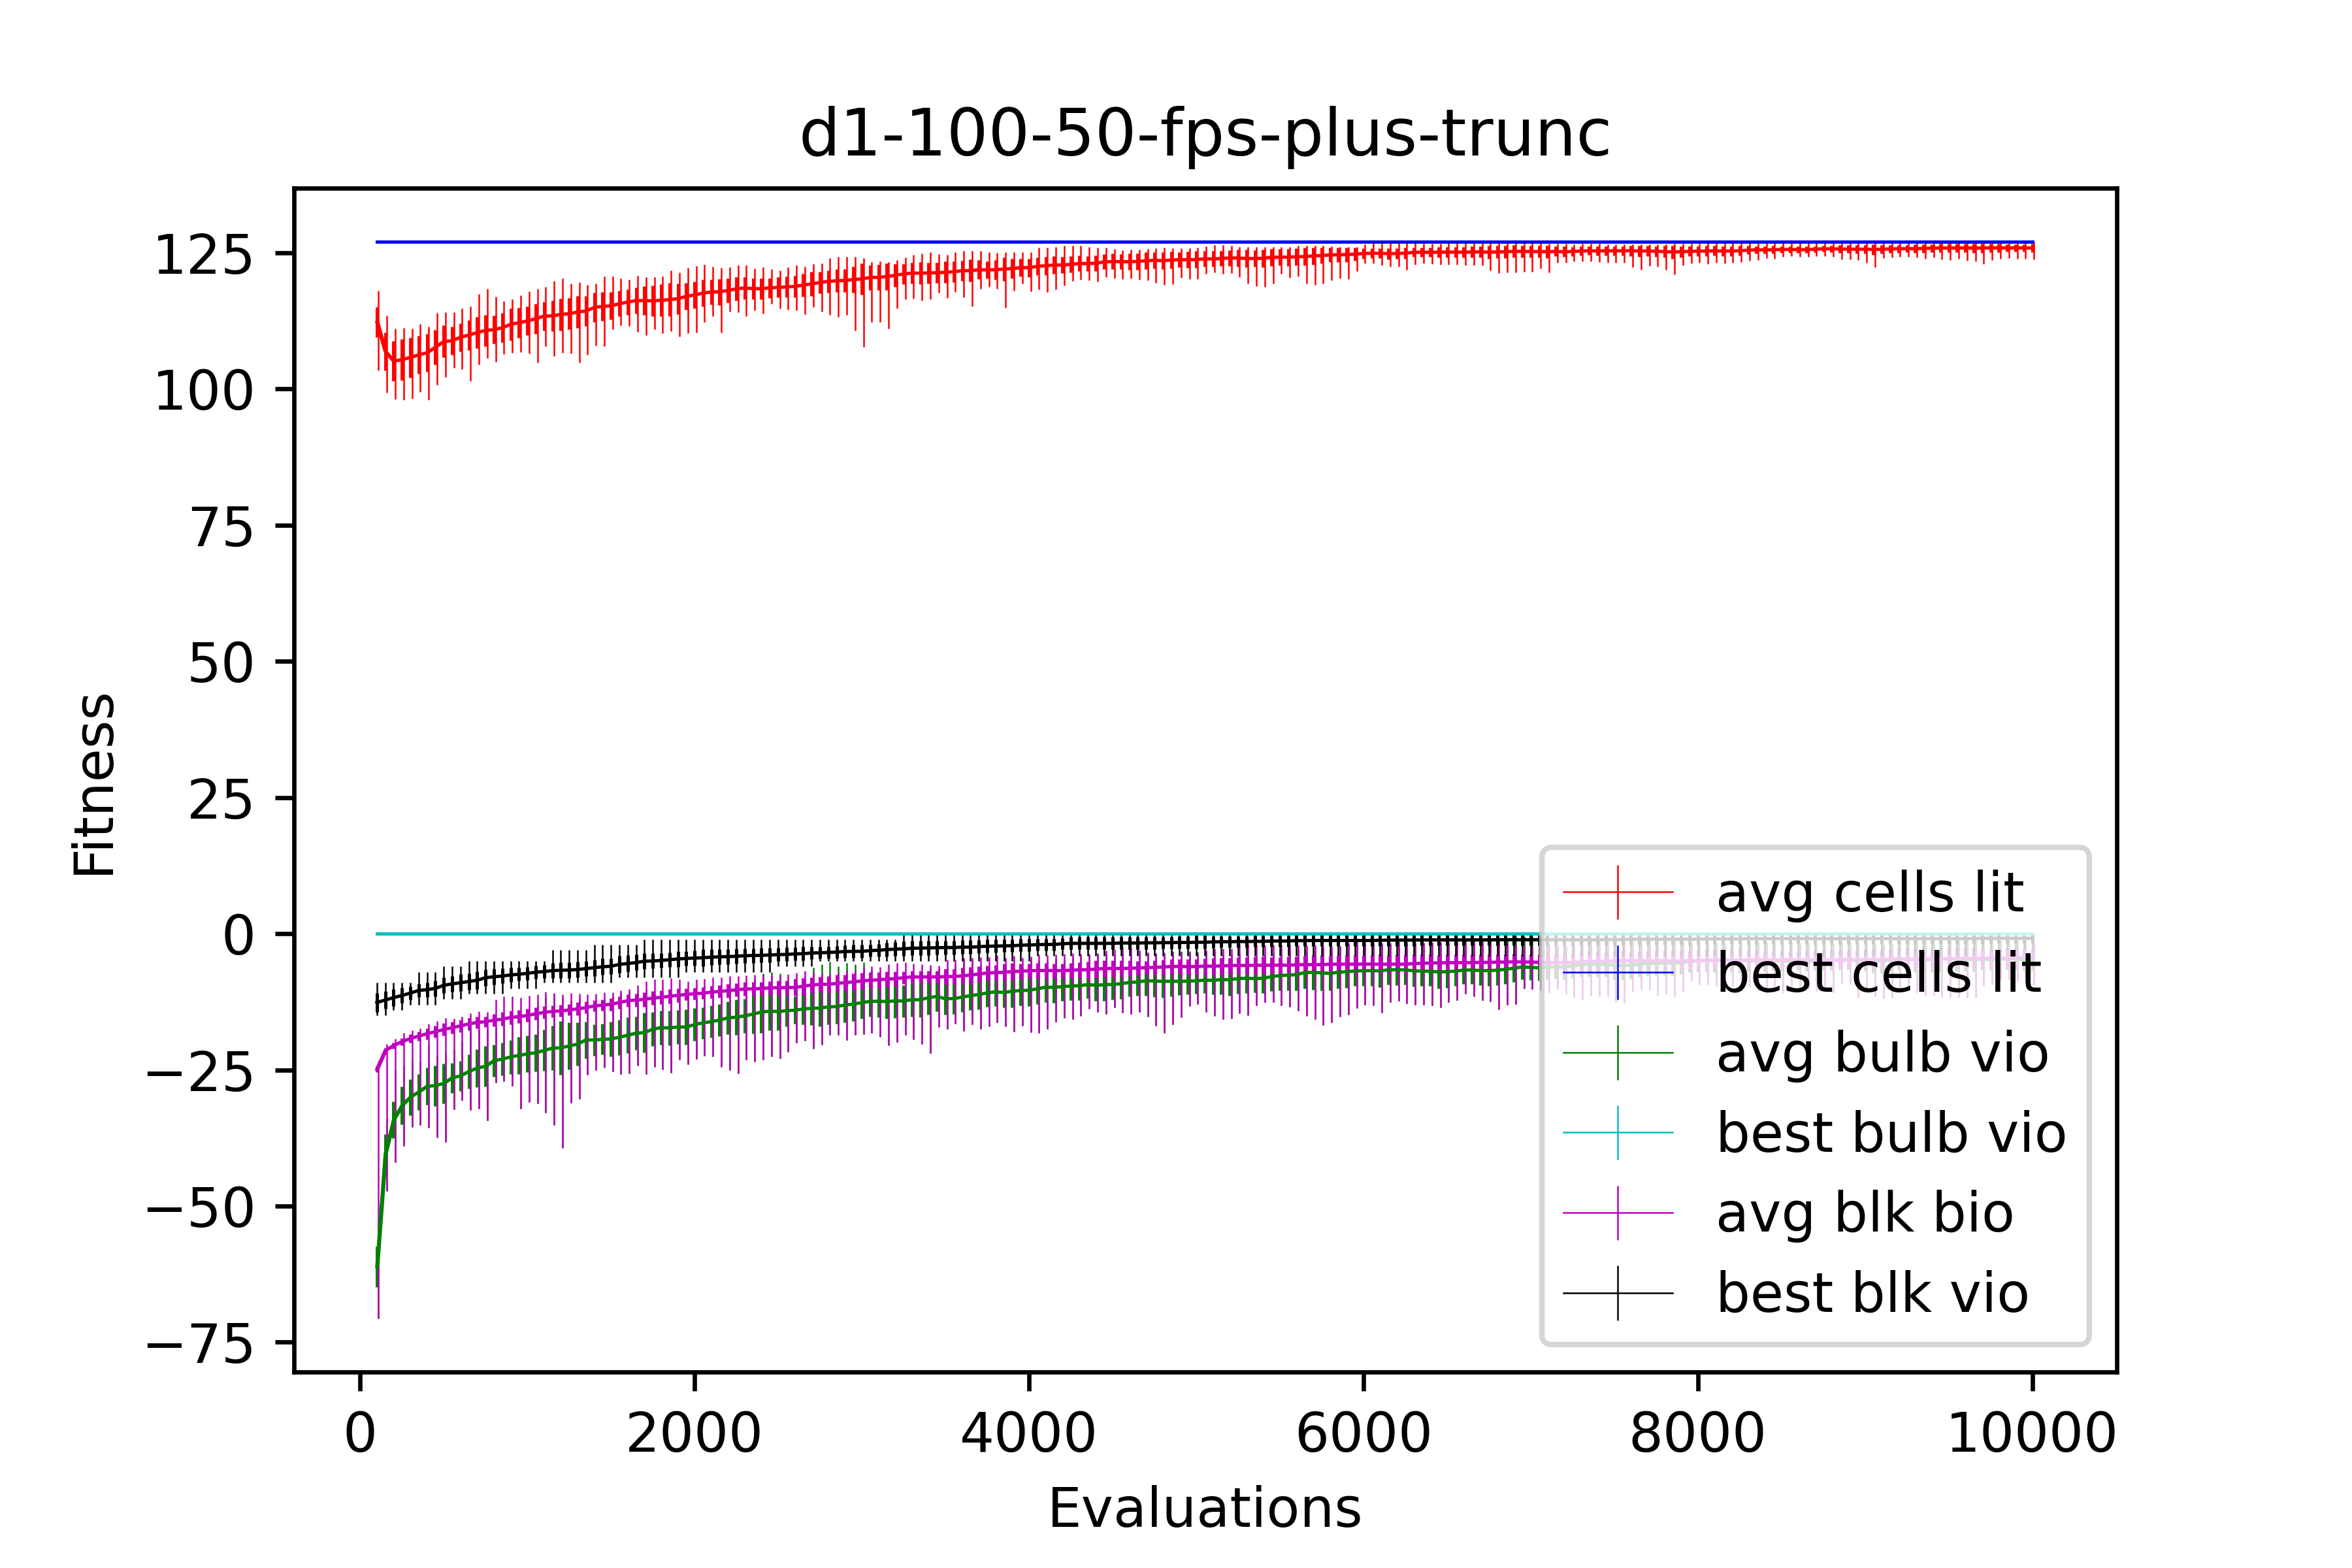 d1-100-50-fps-plus-trunc
125
100
75
50
25
0
−25
−50
−75
Fitness
avg cells lit
best cells lit
avg bulb vio
best bulb vio
avg blk bio
best blk vio
0 2000 4000 6000 8000 10000
Evaluations